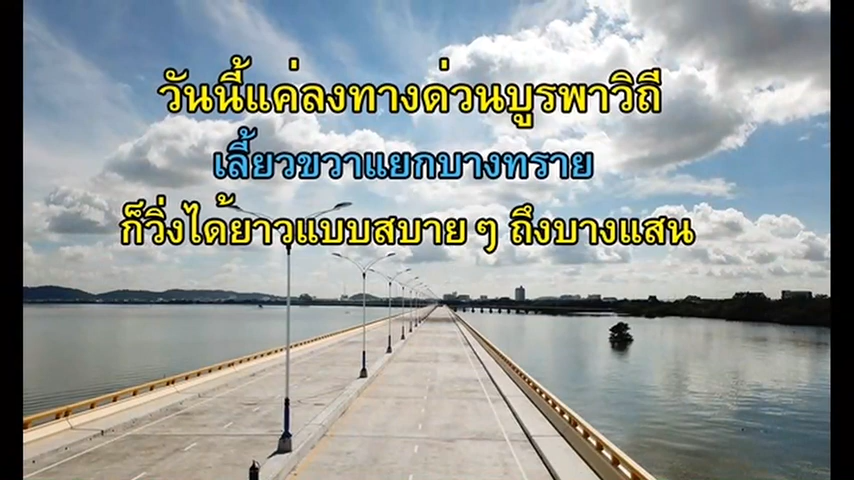 วันนี้แค่ลงทางด่วนบูรพาวิถี
เลี้ยวขวาแยกบางทราย
ก็วิ่งได้ยาวแบบสบาย ๆ ถึงบางแสน